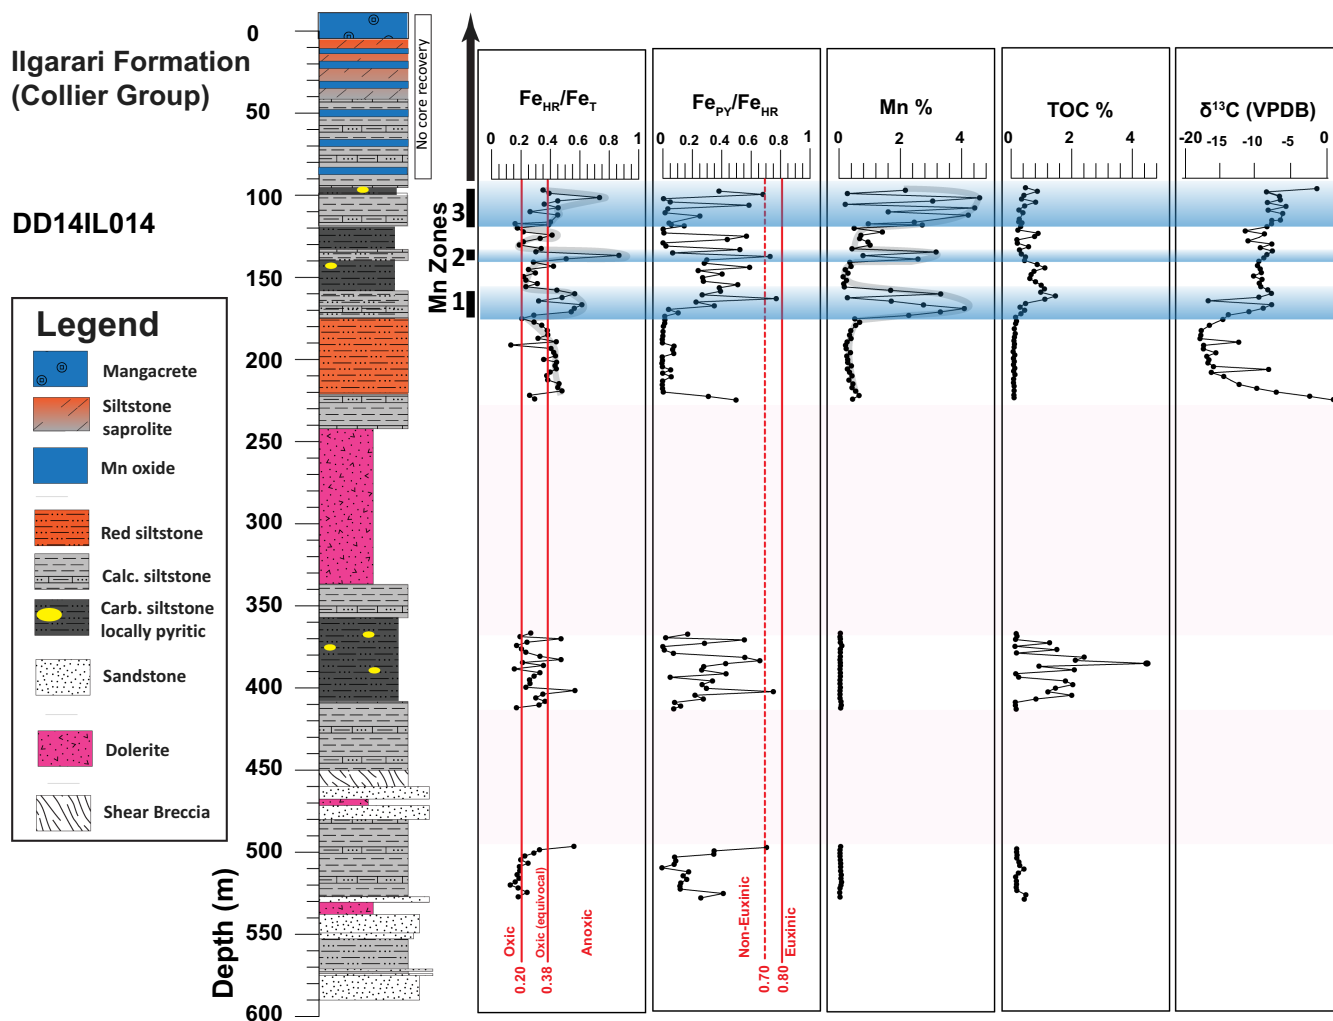 Ilgarari Formation
(Collier Group)
DD14IL014
Legend
Mangacrete
Siltstone
saprolite
Mn oxide
Red siltstone
Calc. siltstone
Carb. siltstone
locally pyritic
Sandstone
Dolerite
Shear Breccia
Depth (m)
0
50
100
150
200
250
300
350
400
450
500
550
600
No core recovery
Mn Zones
3
2
1
Fe_HR/Fe_T
0 0.2 0.4 0.6 0.8 1
Oxic
0.20
Oxic (equivocal)
0.38
Anoxic
Fe_PY/Fe_HR
0 0.2 0.4 0.6 0.8 1
Non-Euxinic
0.70
0.80
Euxinic
Mn %
0 2 4
TOC %
0 2 4
δ¹³C (VPDB)
-20 -15 -10 -5 0